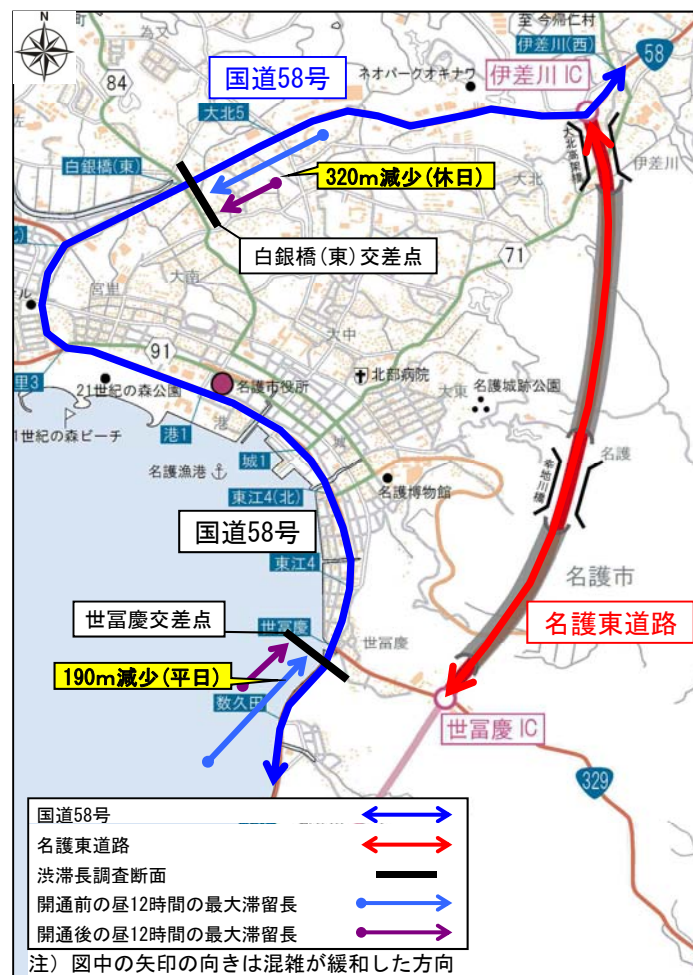 至 今帰仁村
為又
伊差川(西)
58
84
国道58号
ネオパークオキナワ
伊差川 IC
大北5
大北高架橋
白銀橋(東)
伊差川
320m減少(休日)
大北
白銀橋(東)交差点
71
大南
宮里
大中
91
北部病院
里3
21世紀の森公園
名護市役所
大東
名護城跡公園
港
1世紀の森ビーチ
港1
城
城1
名護
名護漁港
名護博物館
東江4(北)
幸地川橋
国道58号
東江4
名護市
世冨慶交差点
世冨慶
世冨慶
名護東道路
190m減少(平日)
数久田
世冨慶 IC
329
国道58号
名護東道路
渋滞長調査断面
開通前の昼12時間の最大滞留長
開通後の昼12時間の最大滞留長
注) 図中の矢印の向きは混雑が緩和した方向